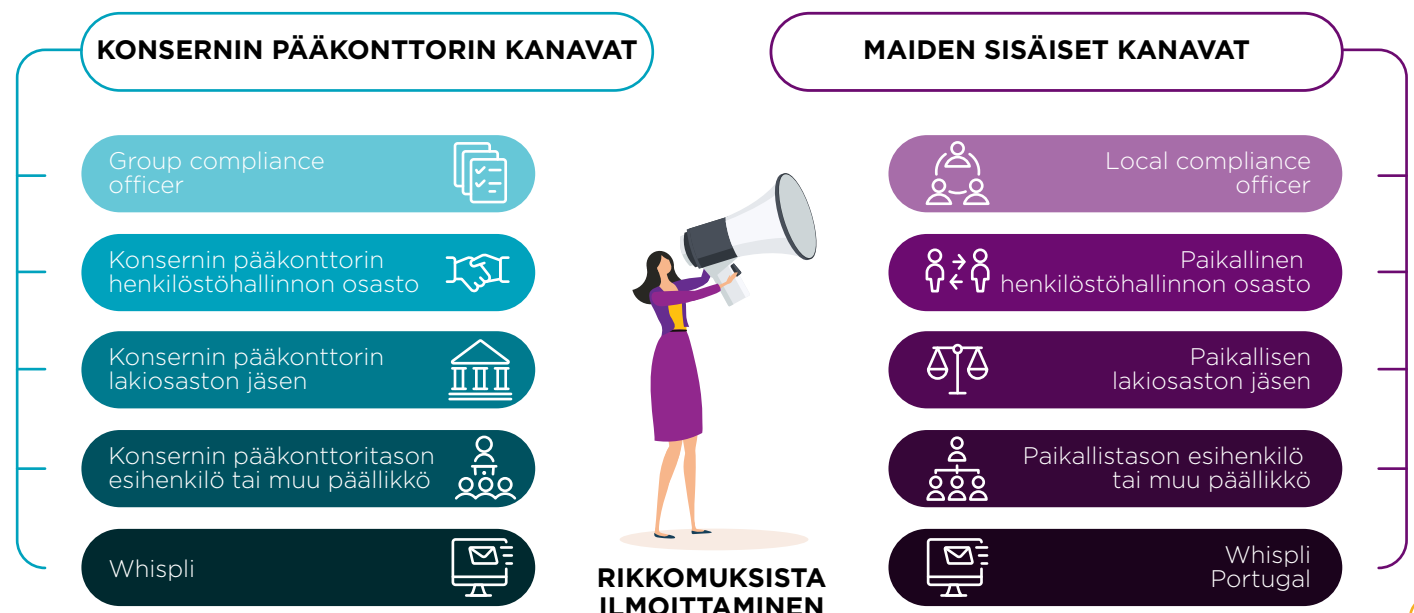 KONSERNIN PÄÄKONTTORIN KANAVAT
Group compliance
officer
Konsernin pääkonttorin
henkilöstöhallinnon osasto
Konsernin pääkonttorin
lakiosaston jäsen
Konsernin pääkonttoritason
esihenkilö tai muu päällikkö
Whispli
RIKKOMUKSISTA
ILMOITTAMINEN
MAIDEN SISÄISET KANAVAT
Local compliance
officer
Paikallinen
henkilöstöhallinnon osasto
Paikallisen
lakiosaston jäsen
Paikallistason esihenkilö
tai muu päällikkö
Whispli
Portugal